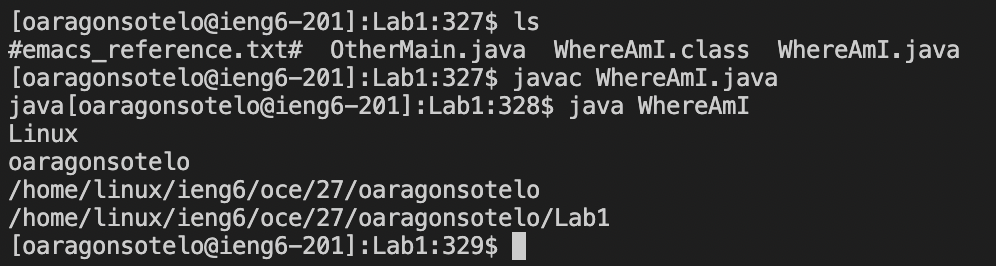 [oaragonsotelo@ieng6-201]:Lab1:327$ ls
#emacs_reference.txt#  OtherMain.java  WhereAmI.class  WhereAmI.java
[oaragonsotelo@ieng6-201]:Lab1:327$ javac WhereAmI.java
java[oaragonsotelo@ieng6-201]:Lab1:328$ java WhereAmI
Linux
oaragonsotelo
/home/linux/ieng6/oce/27/oaragonsotelo
/home/linux/ieng6/oce/27/oaragonsotelo/Lab1
[oaragonsotelo@ieng6-201]:Lab1:329$